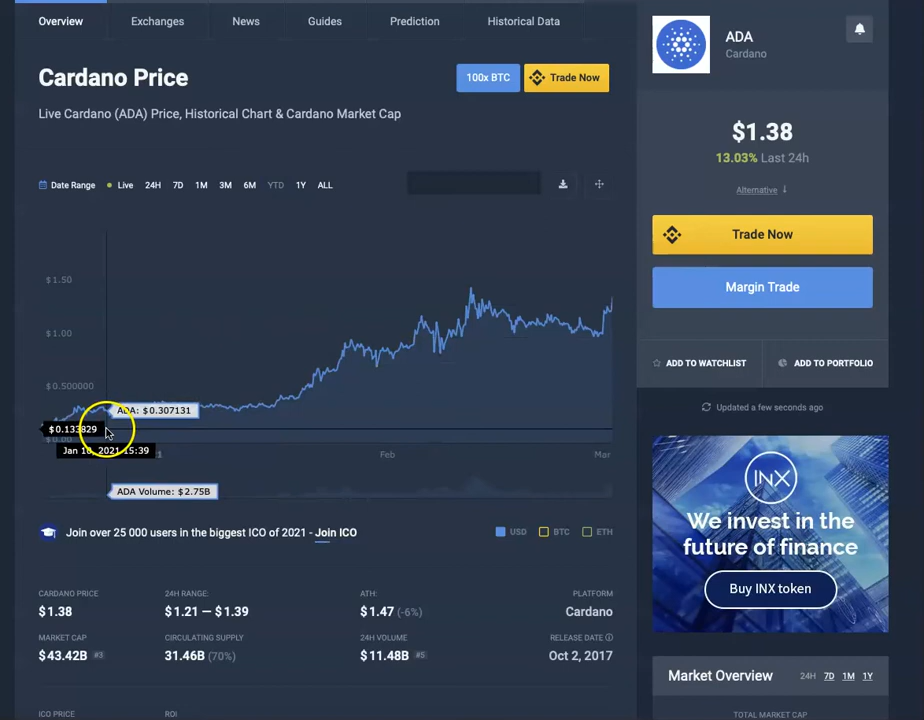 Overview Exchanges News Guides Prediction Historical Data
Cardano Price
100x BTC
Trade Now
Live Cardano (ADA) Price, Historical Chart & Cardano Market Cap
Date Range Live 24H 7D 1M 3M 6M YTD 1Y ALL
$1.50
$1.00
$0.500000
ADA: $0.307131
$0.133829
$0.00
Jan 10, 2021 15:39
Feb
Mar
ADA Volume: $2.75B
Join over 25 000 users in the biggest ICO of 2021 - Join ICO
USD BTC ETH
CARDANO PRICE 24H RANGE: ATH: PLATFORM
$1.38 $1.21 — $1.39 $1.47 (-6%) Cardano
MARKET CAP CIRCULATING SUPPLY 24H VOLUME RELEASE DATE
$43.42B #3 31.46B (70%) $11.48B #5 Oct 2, 2017
ICO PRICE ROI
ADA
Cardano
$1.38
13.03% Last 24h
Alternative
Trade Now
Margin Trade
ADD TO WATCHLIST ADD TO PORTFOLIO
Updated a few seconds ago
INX
We invest in the
future of finance
Buy INX token
Market Overview 24H 7D 1M 1Y
TOTAL MARKET CAP